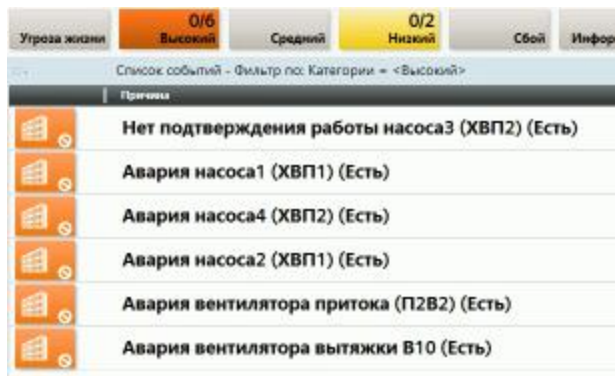 0/6 0/2
Угроза жизни Высокий Средний Низкий Сбой Инфор
Список событий - Фильтр по: Категории = <Высокий>
Причина
Нет подтверждения работы насоса3 (ХВП2) (Есть)
Авария насоса1 (ХВП1) (Есть)
Авария насоса4 (ХВП2) (Есть)
Авария насоса2 (ХВП1) (Есть)
Авария вентилятора притока (П2В2) (Есть)
Авария вентилятора вытяжки В10 (Есть)